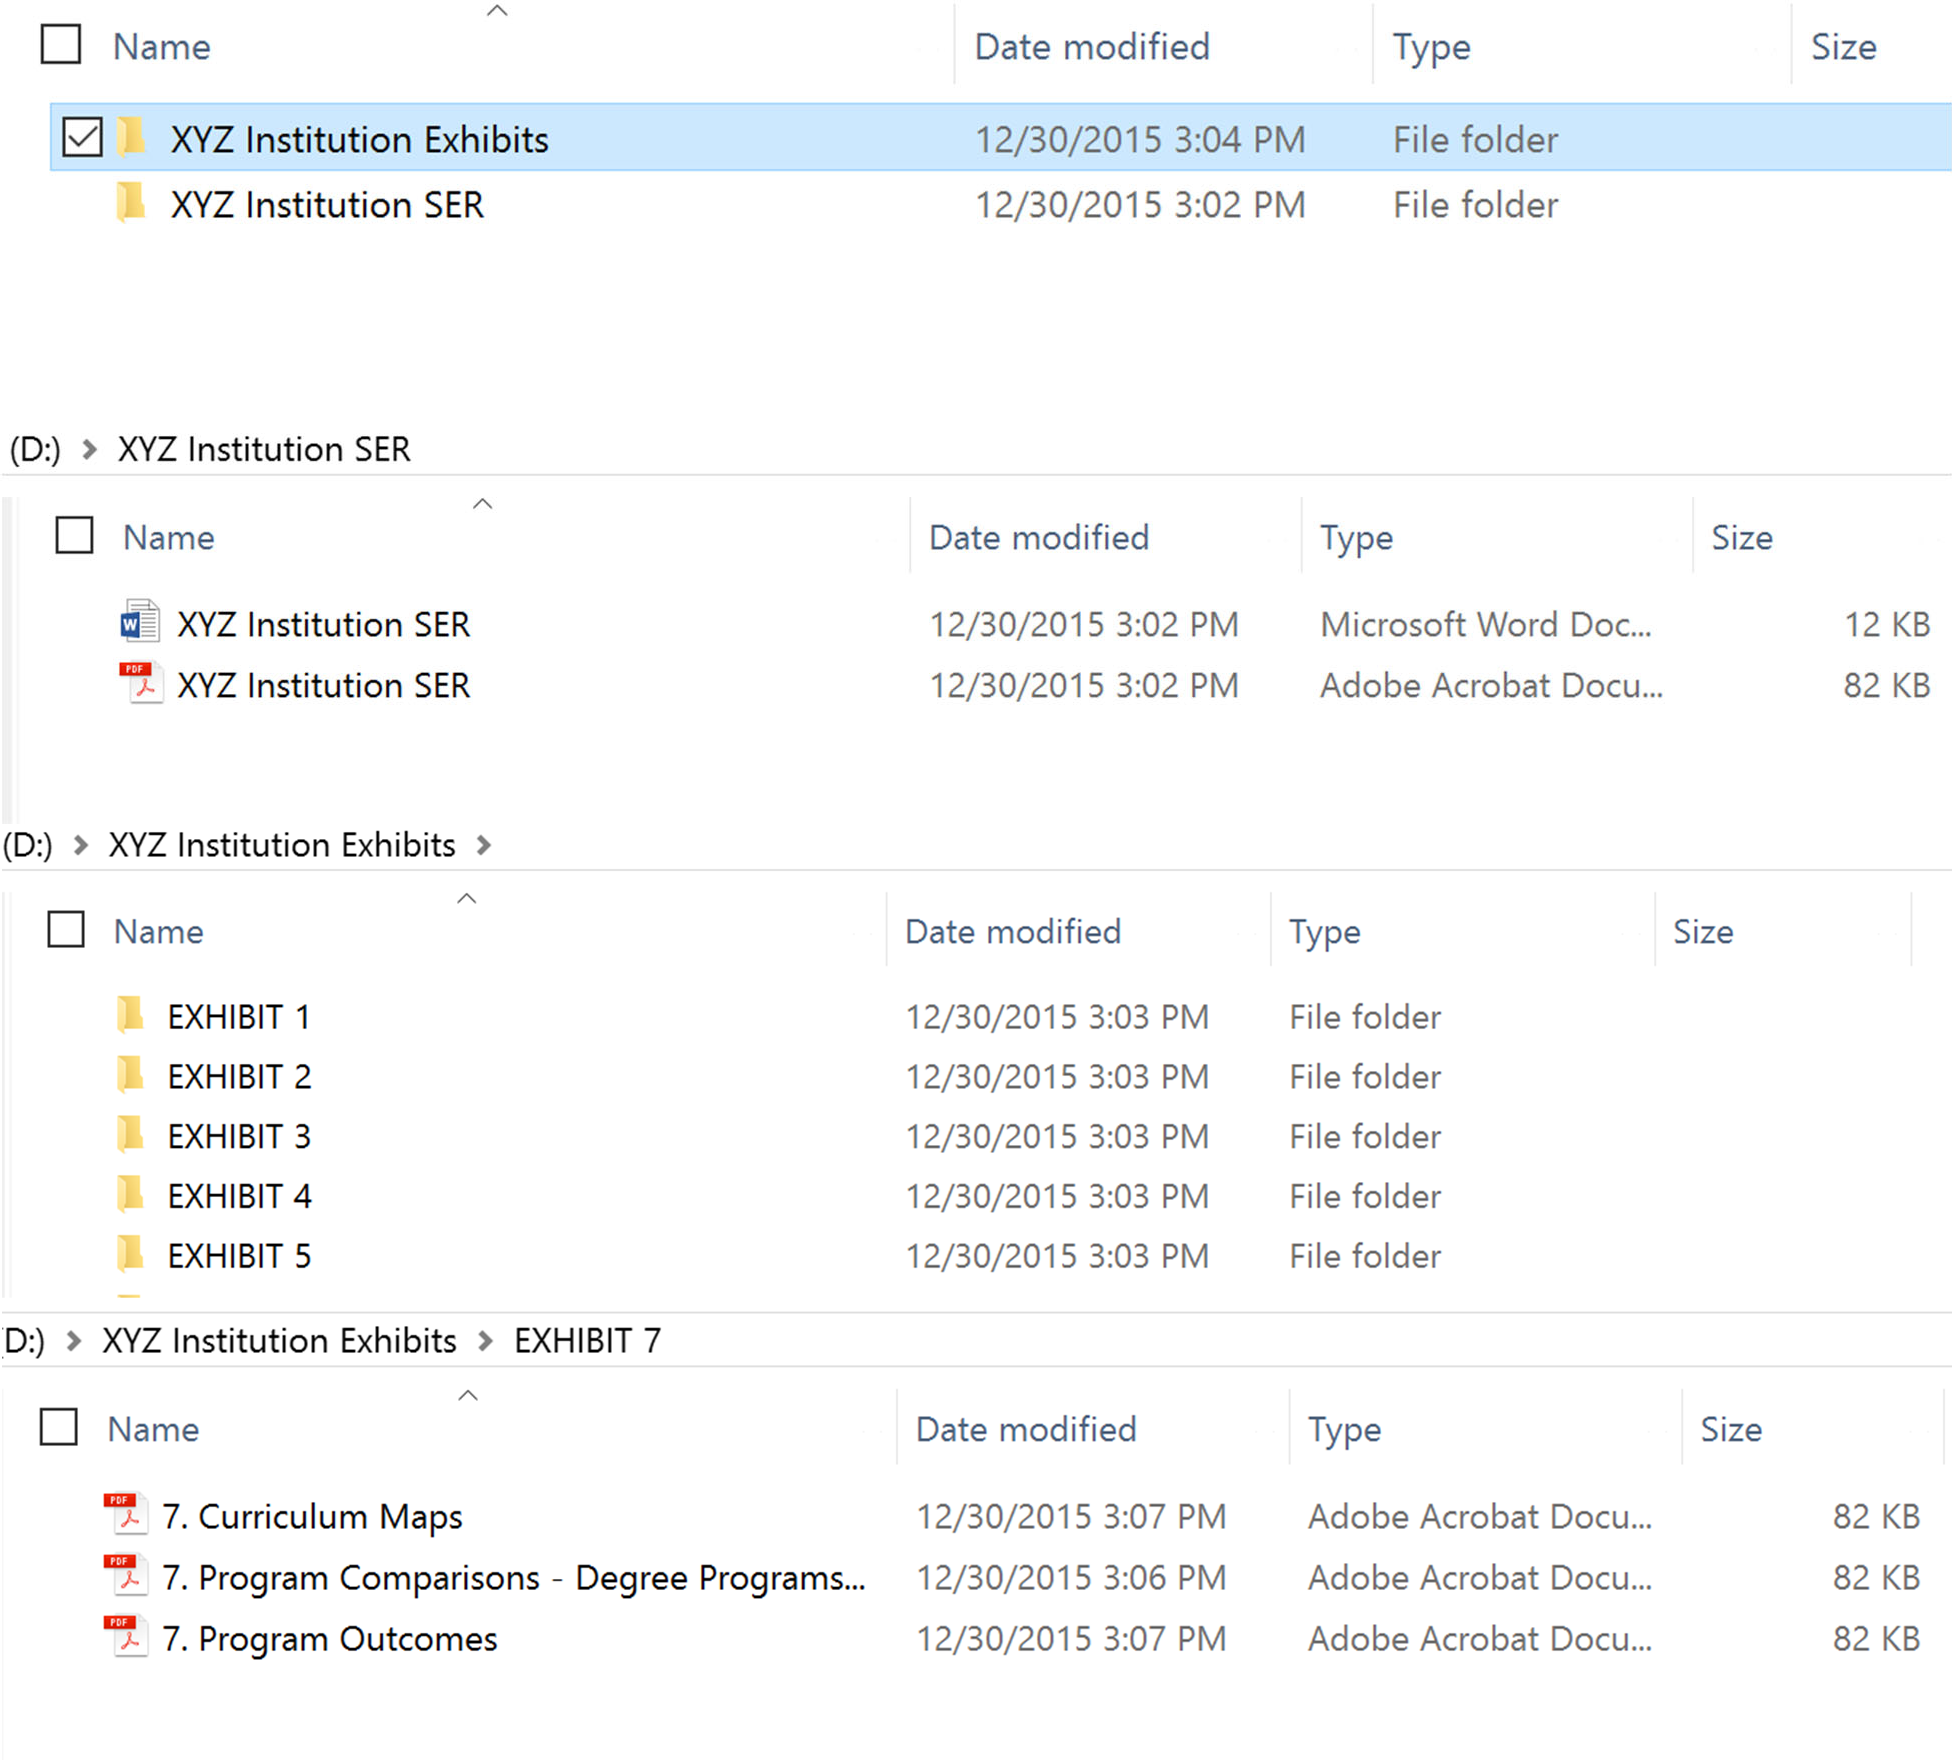 Name Date modified Type Size
XYZ Institution Exhibits 12/30/2015 3:04 PM File folder
XYZ Institution SER 12/30/2015 3:02 PM File folder
(D:) > XYZ Institution SER
Name Date modified Type Size
XYZ Institution SER 12/30/2015 3:02 PM Microsoft Word Doc... 12 KB
XYZ Institution SER 12/30/2015 3:02 PM Adobe Acrobat Docu... 82 KB
(D:) > XYZ Institution Exhibits >
Name Date modified Type Size
EXHIBIT 1 12/30/2015 3:03 PM File folder
EXHIBIT 2 12/30/2015 3:03 PM File folder
EXHIBIT 3 12/30/2015 3:03 PM File folder
EXHIBIT 4 12/30/2015 3:03 PM File folder
EXHIBIT 5 12/30/2015 3:03 PM File folder
D:) > XYZ Institution Exhibits > EXHIBIT 7
Name Date modified Type Size
7. Curriculum Maps 12/30/2015 3:07 PM Adobe Acrobat Docu... 82 KB
7. Program Comparisons - Degree Programs... 12/30/2015 3:06 PM Adobe Acrobat Docu... 82 KB
7. Program Outcomes 12/30/2015 3:07 PM Adobe Acrobat Docu... 82 KB